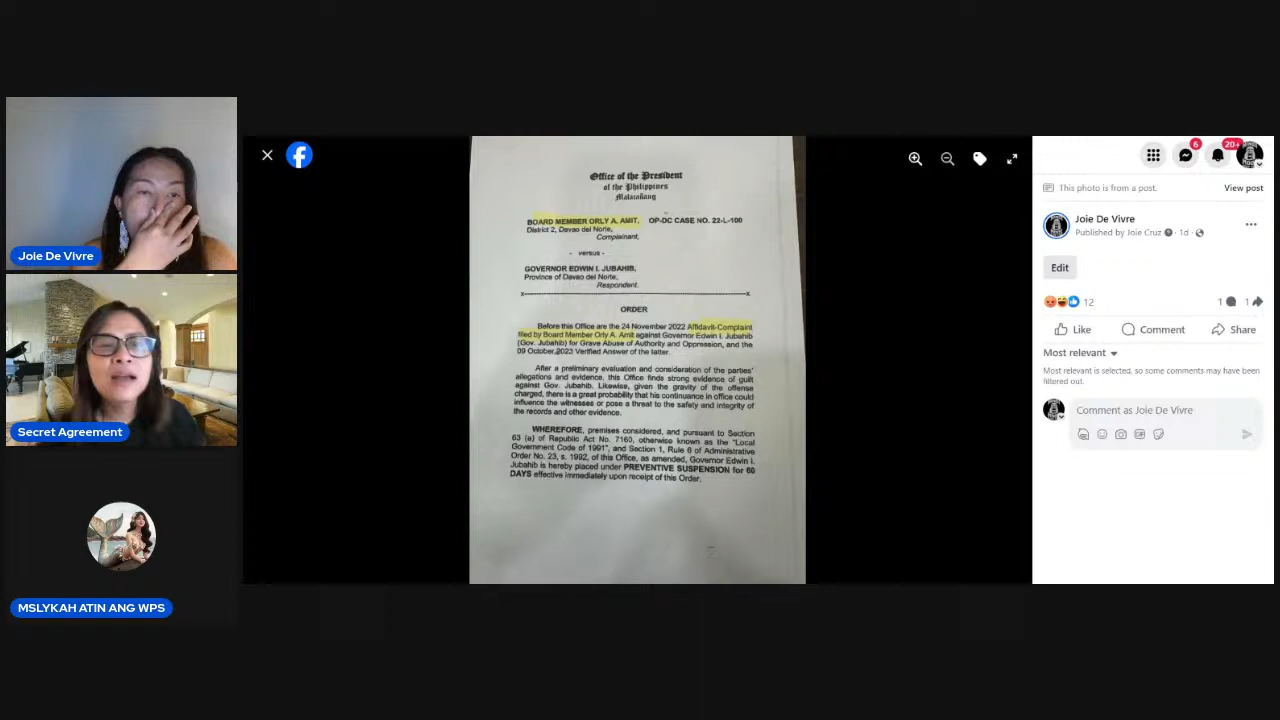 Joie De Vivre
Secret Agreement
MSLYKAH ATIN ANG WPS
Office of the President
of the Philippines
Malacañang
BOARD MEMBER ORLY A. AMIT, OP-DC CASE NO. 22-L-100
District 2, Davao del Norte,
Complainant,
- versus -
GOVERNOR EDWIN I. JUBAHIB,
Province of Davao del Norte,
Respondent.
x---x
ORDER
Before this Office are the 24 November 2022 Affidavit-Complaint
filed by Board Member Orly A. Amit against Governor Edwin I. Jubahib
(Gov. Jubahib) for Grave Abuse of Authority and Oppression, and the
09 October 2023 Verified Answer of the latter.
After a preliminary evaluation and consideration of the parties'
allegations and evidence, this Office finds strong evidence of guilt
against Gov. Jubahib. Likewise, given the gravity of the offense
charged, there is a great probability that his continuance in office could
influence the witnesses or pose a threat to the safety and integrity of
the records and other evidence.
WHEREFORE, premises considered, and pursuant to Section
63 (a) of Republic Act No. 7160, otherwise known as the "Local
Government Code of 1991", and Section 1, Rule 6 of Administrative
Order No. 23, s. 1992, of this Office, as amended, Governor Edwin I.
Jubahib is hereby placed under PREVENTIVE SUSPENSION for 60
DAYS effective immediately upon receipt of this Order.
6
20+
This photo is from a post.
View post
Joie De Vivre
Published by Joie Cruz · 1d ·
Edit
12
1 1
Like Comment Share
Most relevant
Most relevant is selected, so some comments may have been
filtered out.
Comment as Joie De Vivre
GIF